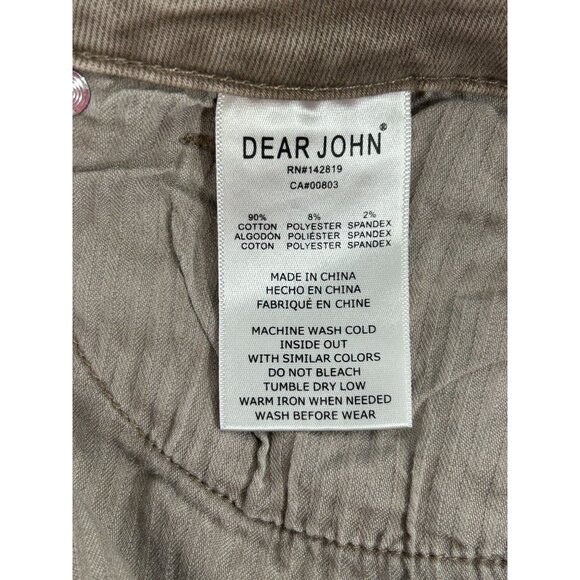 DEAR JOHN®
RN#142819
CA#00803
90% 8% 2%
COTTON POLYESTER SPANDEX
ALGODÓN POLIÉSTER SPANDEX
COTON POLYESTER SPANDEX
MADE IN CHINA
HECHO EN CHINA
FABRIQUÉ EN CHINE
MACHINE WASH COLD
INSIDE OUT
WITH SIMILAR COLORS
DO NOT BLEACH
TUMBLE DRY LOW
WARM IRON WHEN NEEDED
WASH BEFORE WEAR